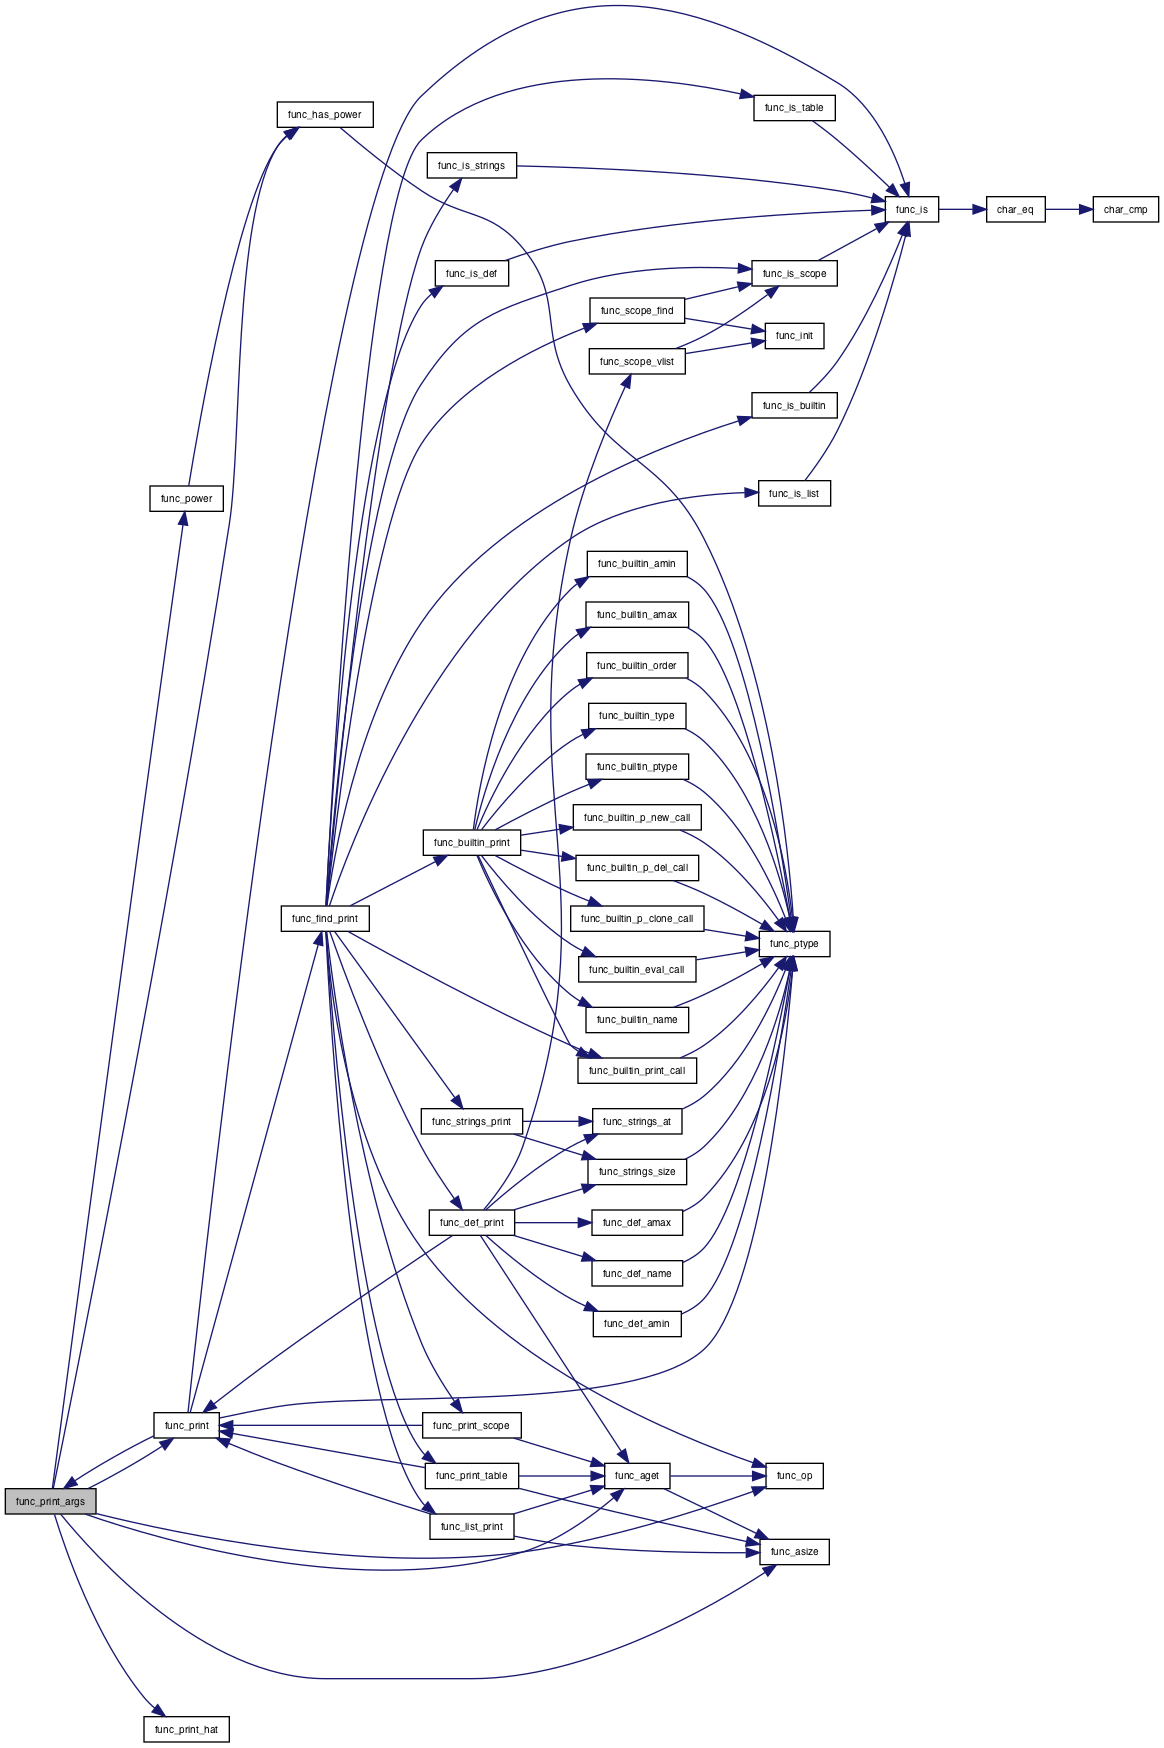 func_is_table
func_has_power
func_is_strings
func_is
char_eq
char_cmp
func_is_def
func_is_scope
func_scope_find
func_init
func_scope_vlist
func_is_builtin
func_is_list
func_power
func_builtin_amin
func_builtin_amax
func_builtin_order
func_builtin_type
func_builtin_ptype
func_builtin_p_new_call
func_builtin_print
func_builtin_p_del_call
func_find_print
func_builtin_p_clone_call
func_ptype
func_builtin_eval_call
func_builtin_name
func_builtin_print_call
func_strings_print
func_strings_at
func_strings_size
func_def_print
func_def_amax
func_def_name
func_def_amin
func_print
func_print_scope
func_print_table
func_aget
func_op
func_print_args
func_list_print
func_asize
func_print_hat